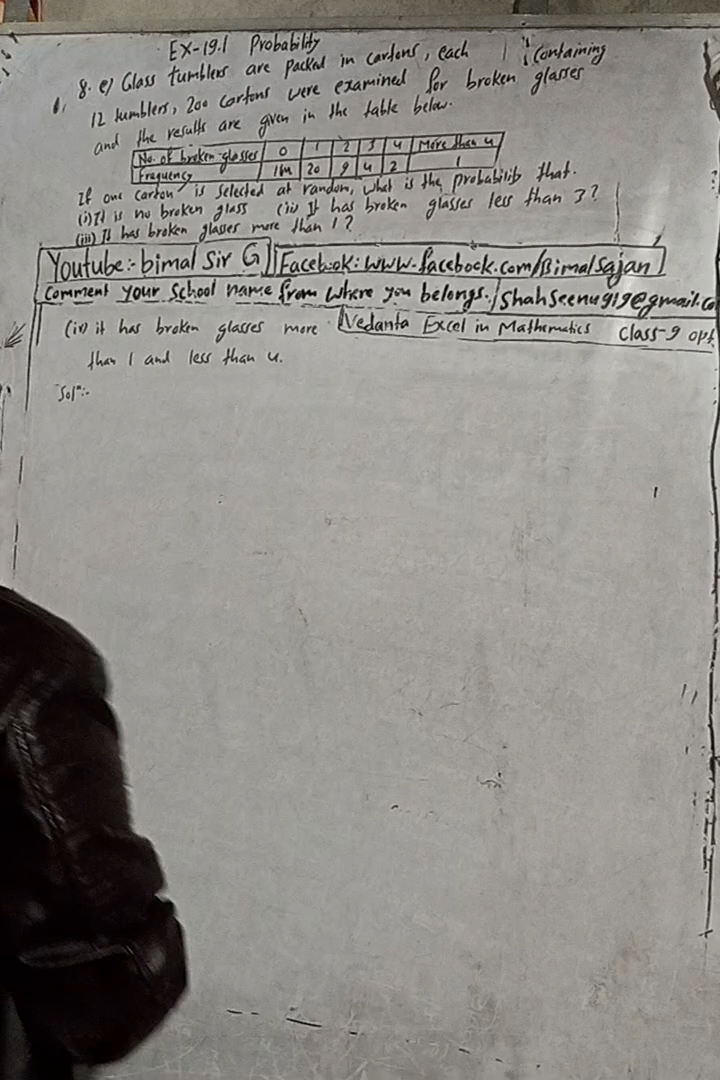 EX-19.1 Probability
8. e) Glass tumblers are packed in cartons, each containing
12 tumblers, 200 cartons were examined for broken glasses
and the results are given in the table below.
No. of broken glasses 0 1 2 3 4 More than 4
Frequency 164 20 9 4 2 1
If one carton is selected at random, what is the probability that.
(i) It is no broken glass (ii) It has broken glasses less than 3?
(iii) It has broken glasses more than 1?
Youtube:- bimal Sir G Facebook: www.facebook.com/BimalSajan
Comment your School name from where you belongs. Shahseenu919@gmail.co
(iv) it has broken glasses more Vedanta Excel in Mathematics Class-9 opt
than 1 and less than 4.
Solⁿ:-